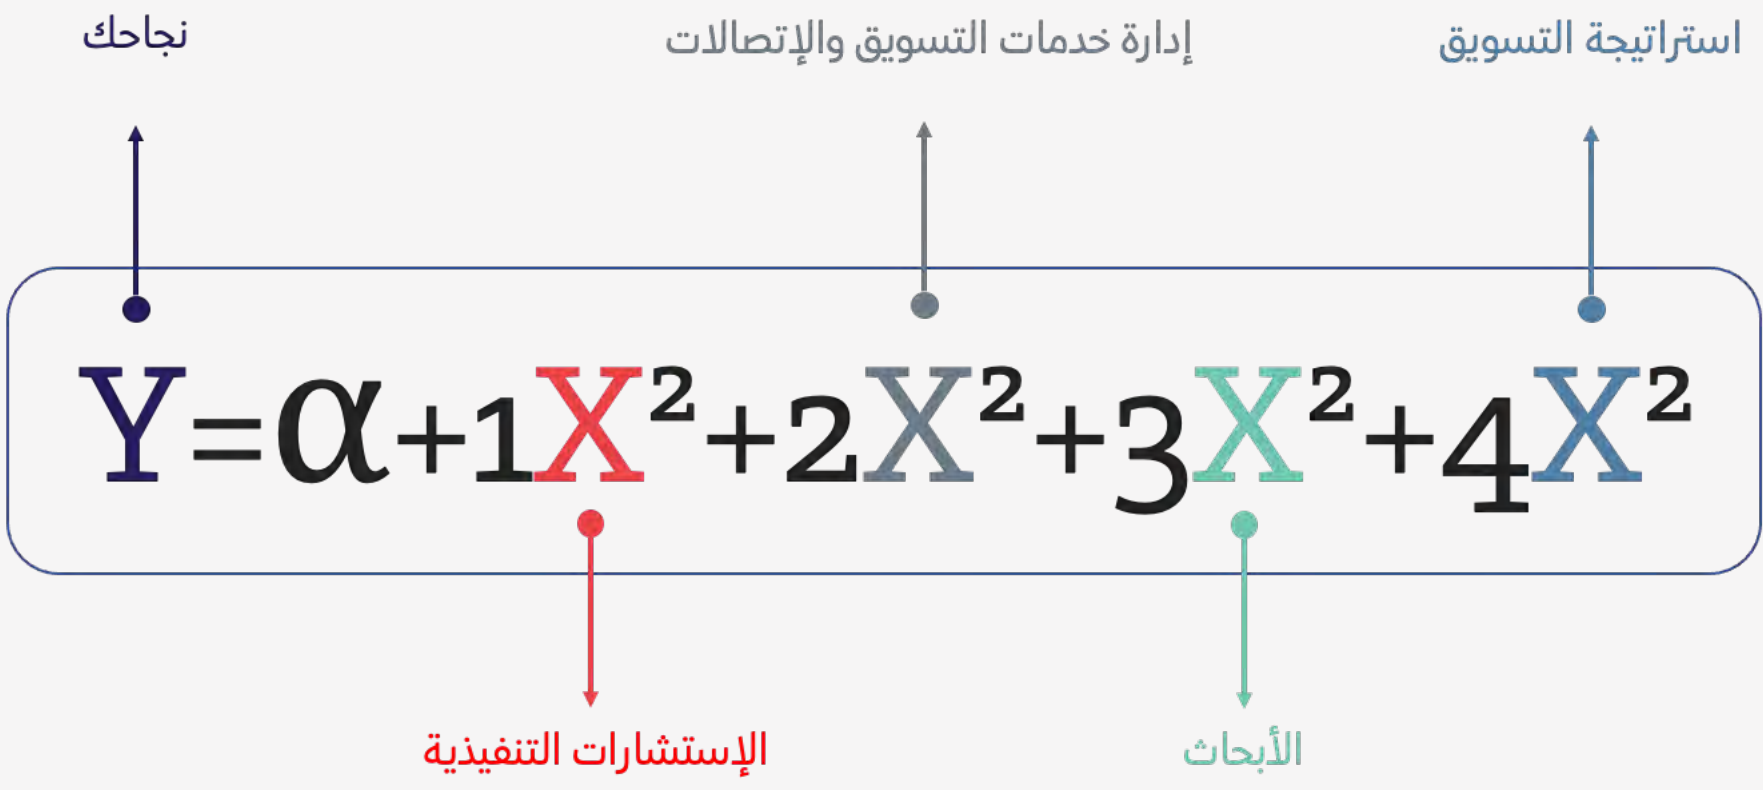 استراتيجة التسويق
إدارة خدمات التسويق والإتصالات
نجاحك
Y=α+1X²+2X²+3X²+4X²
الأبحاث
الإستشارات التنفيذية